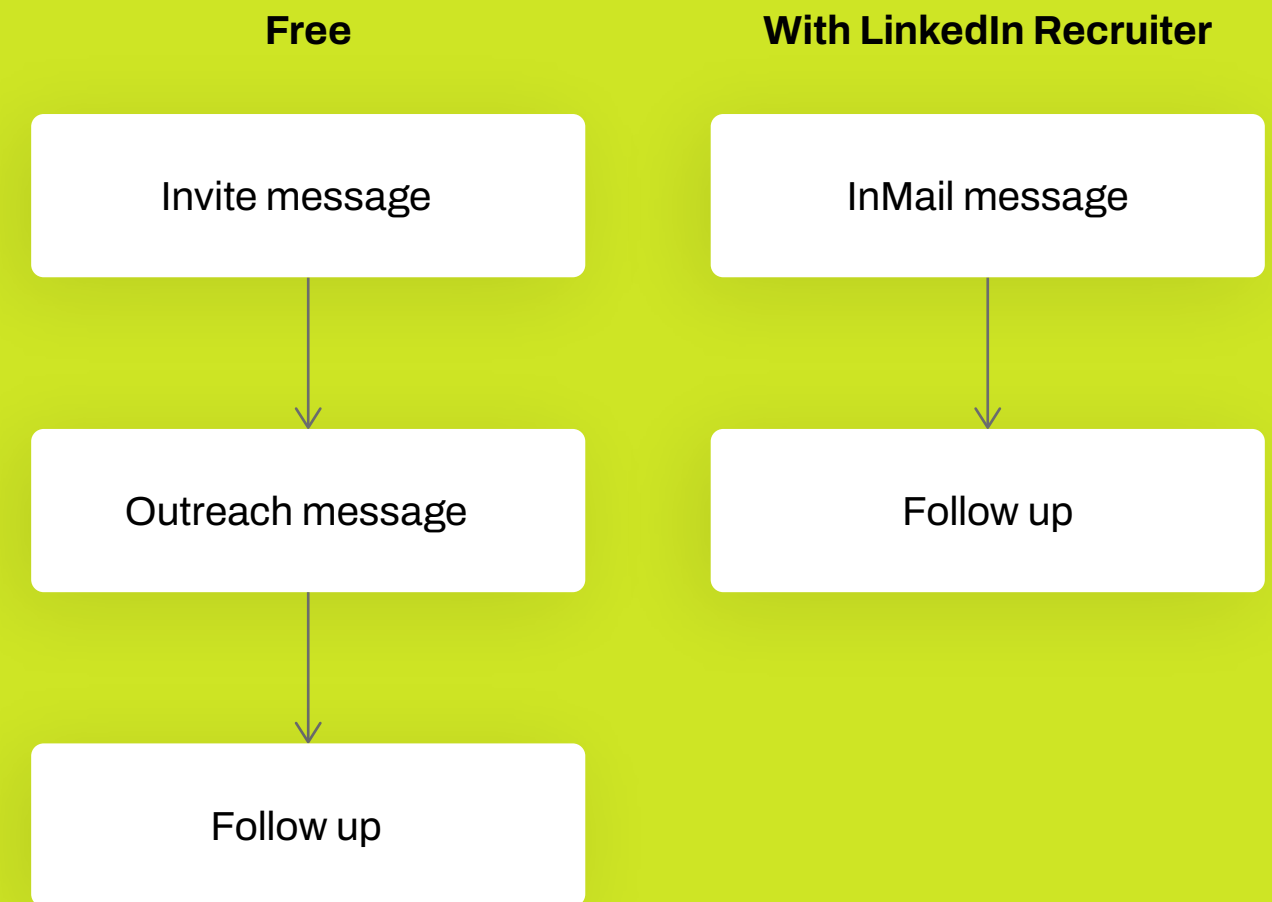 Free
Invite message
Outreach message
Follow up
With LinkedIn Recruiter
InMail message
Follow up